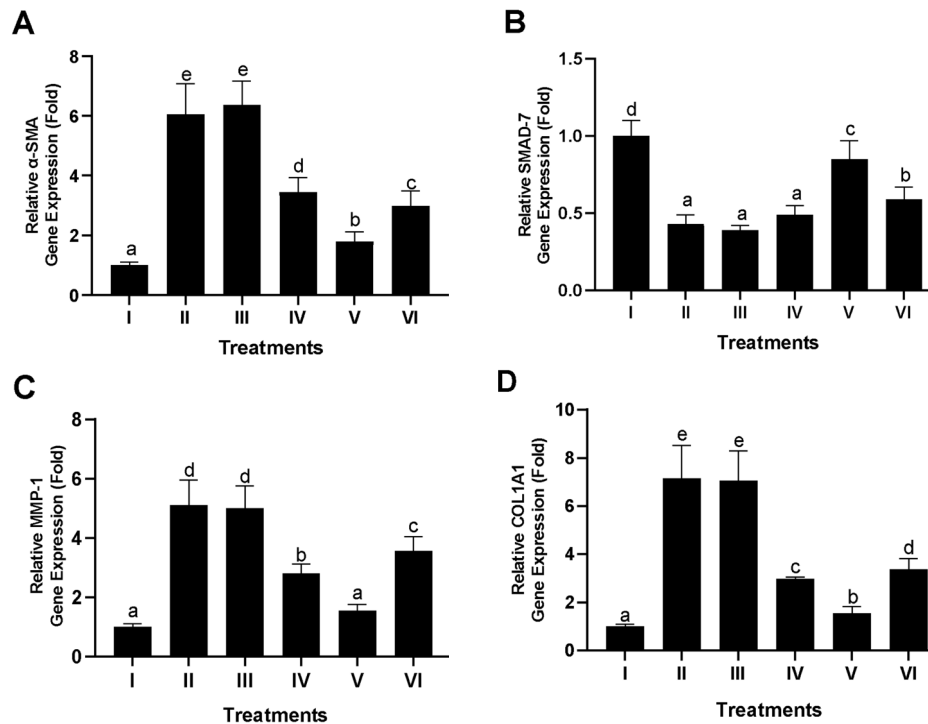 A
Relative α-SMA
Gene Expression (Fold)
8
6
4
2
0
a
e
e
d
b
c
I
II
III
IV
V
VI
Treatments
B
Relative SMAD-7
Gene Expression (Fold)
1.5
1.0
0.5
0.0
d
a
a
a
c
b
I
II
III
IV
V
VI
Treatments
C
Relative MMP-1
Gene Expression (Fold)
8
6
4
2
0
a
d
d
b
a
c
I
II
III
IV
V
VI
Treatments
D
Relative COL1A1
Gene Expression (Fold)
10
8
6
4
2
0
a
e
e
c
b
d
I
II
III
IV
V
VI
Treatments